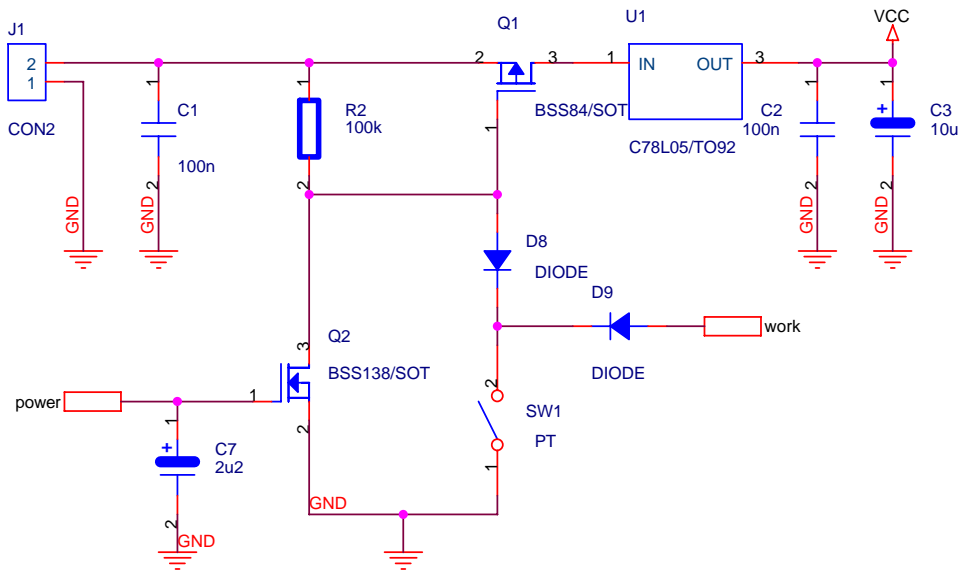 J1
Q1
U1
VCC
2
1
CON2
2
3
1
IN
OUT
3
1
C1
100n
2
GND
GND
1
R2
100k
2
BSS84/SOT
1
C78L05/TO92
1
C2
100n
2
GND
1
+
C3
10u
2
GND
D8
DIODE
D9
DIODE
work
Q2
BSS138/SOT
3
1
2
power
1
+
C7
2u2
2
GND
GND
2
SW1
PT
1